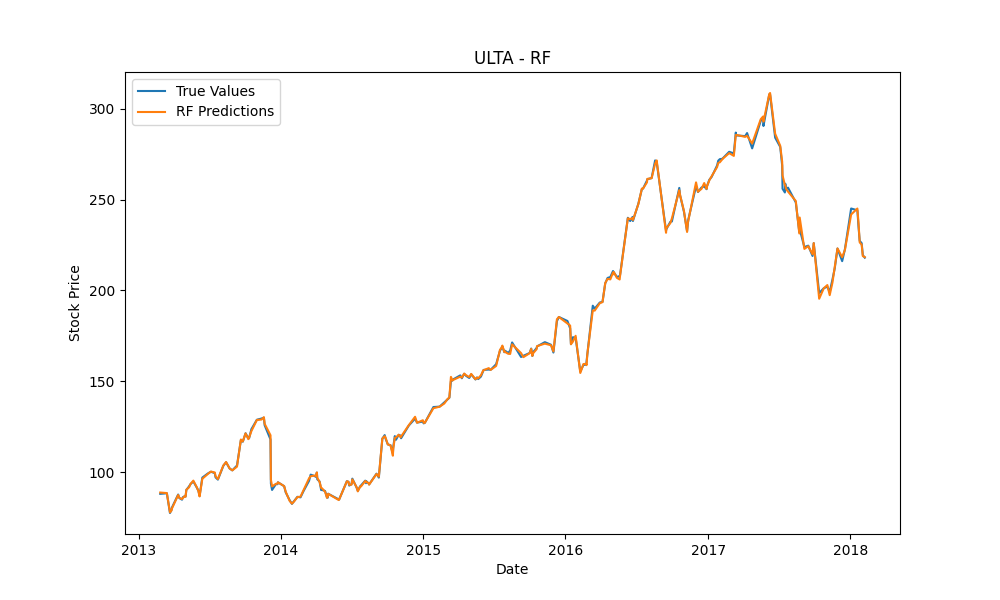 ULTA - RF
True Values
RF Predictions
Stock Price
300
250
200
150
100
2013
2014
2015
2016
2017
2018
Date